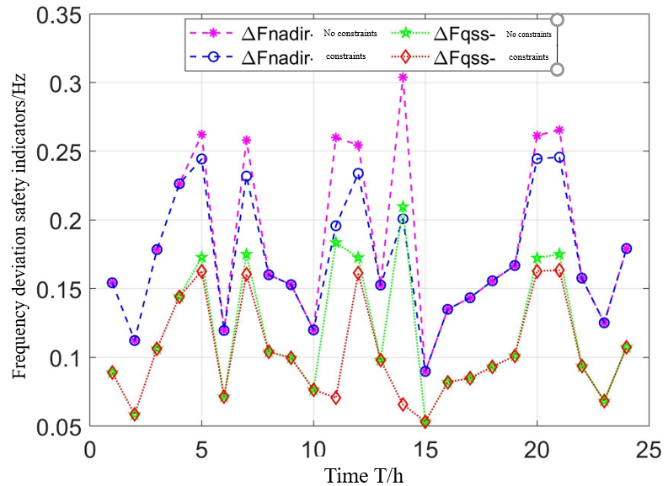 0.35
ΔFnadir- No constraints ΔFqss- No constraints
ΔFnadir- constraints ΔFqss- constraints
0.3
0.25
0.2
0.15
0.1
0.05
Frequency deviation safety indicators/Hz
0 5 10 15 20 25
Time T/h